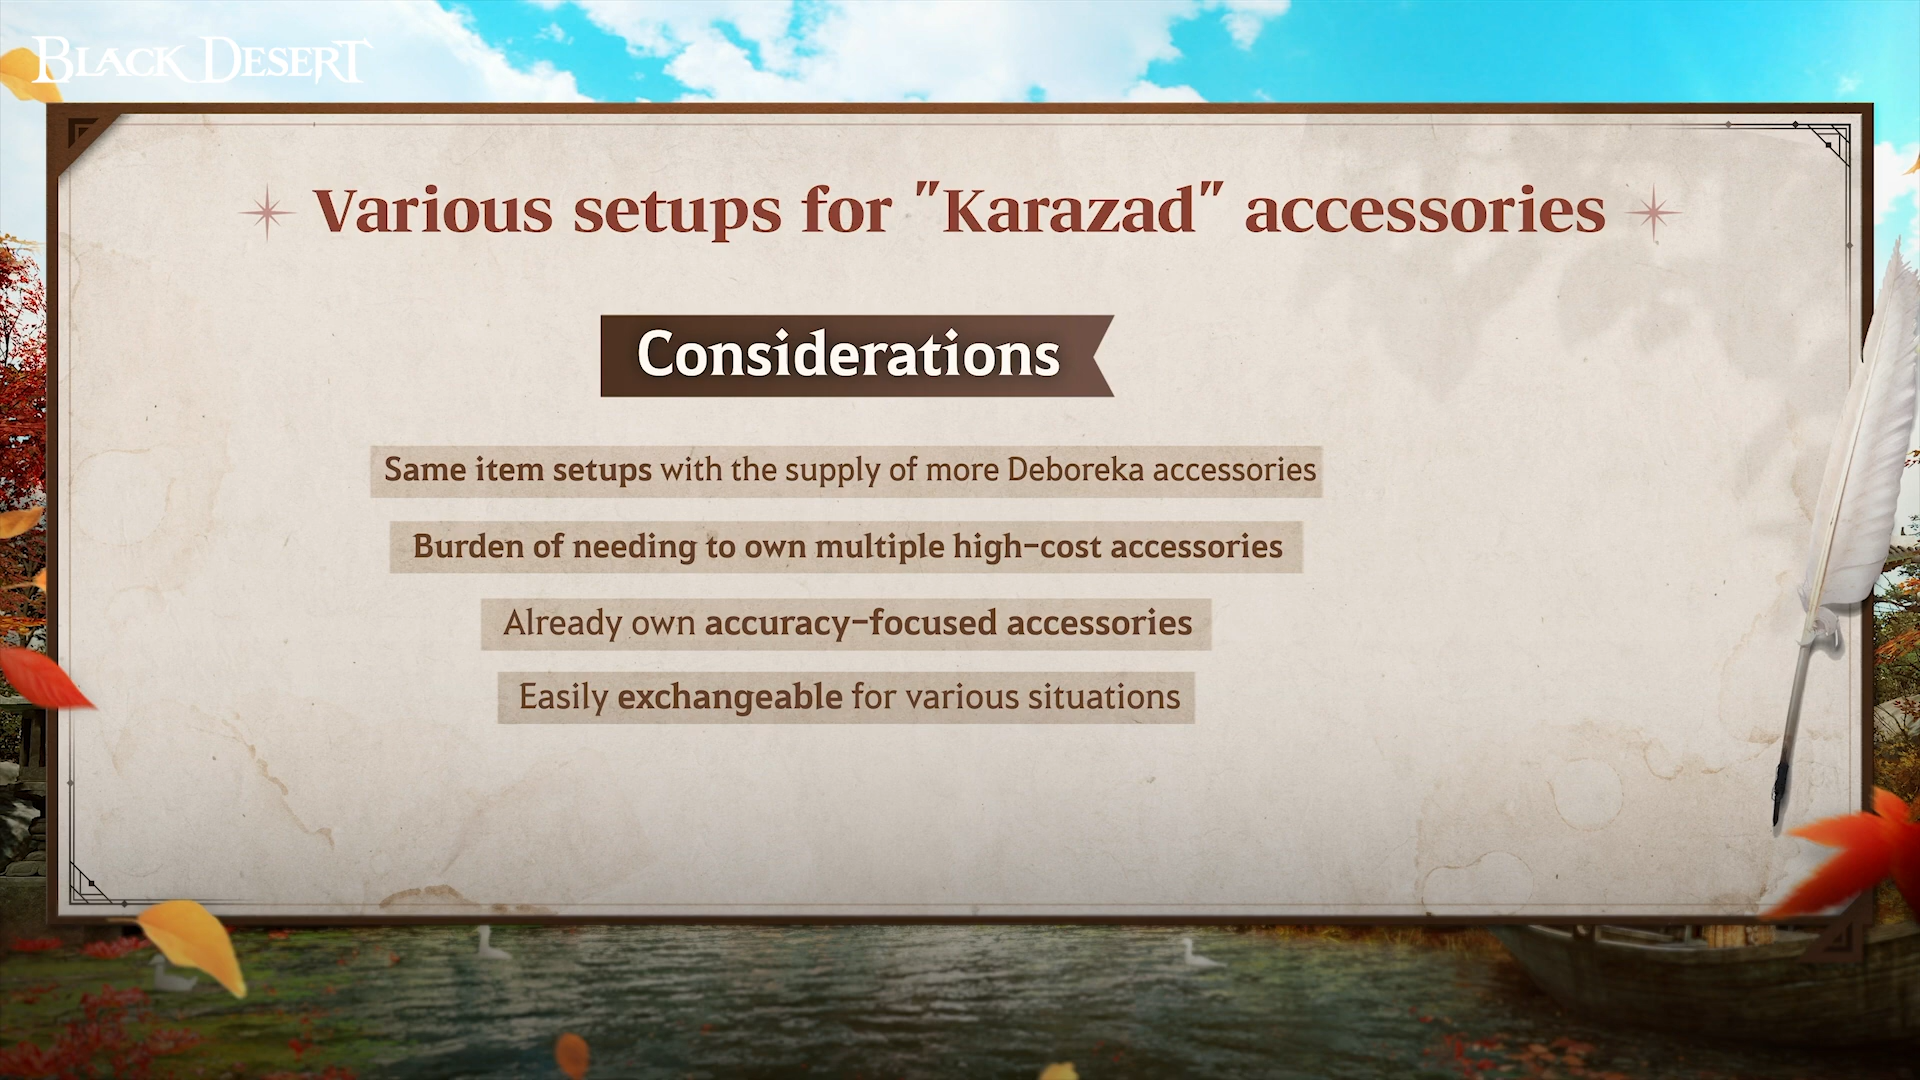 BLACK DESERT
Various setups for "Karazad" accessories
Considerations
Same item setups with the supply of more Deboreka accessories
Burden of needing to own multiple high-cost accessories
Already own accuracy-focused accessories
Easily exchangeable for various situations